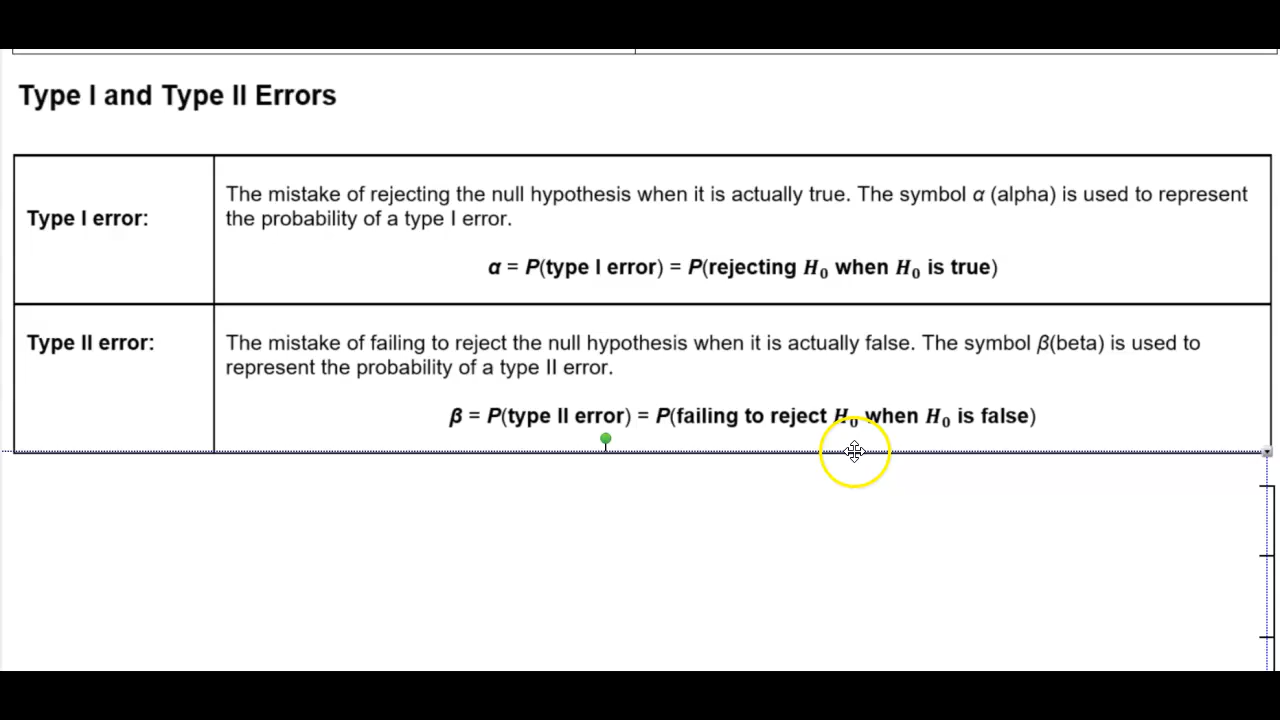 Type I and Type II Errors
Type I error:
The mistake of rejecting the null hypothesis when it is actually true. The symbol α (alpha) is used to represent
the probability of a type I error.
α = P(type I error) = P(rejecting H₀ when H₀ is true)
Type II error:
The mistake of failing to reject the null hypothesis when it is actually false. The symbol β(beta) is used to
represent the probability of a type II error.
β = P(type II error) = P(failing to reject H₀ when H₀ is false)